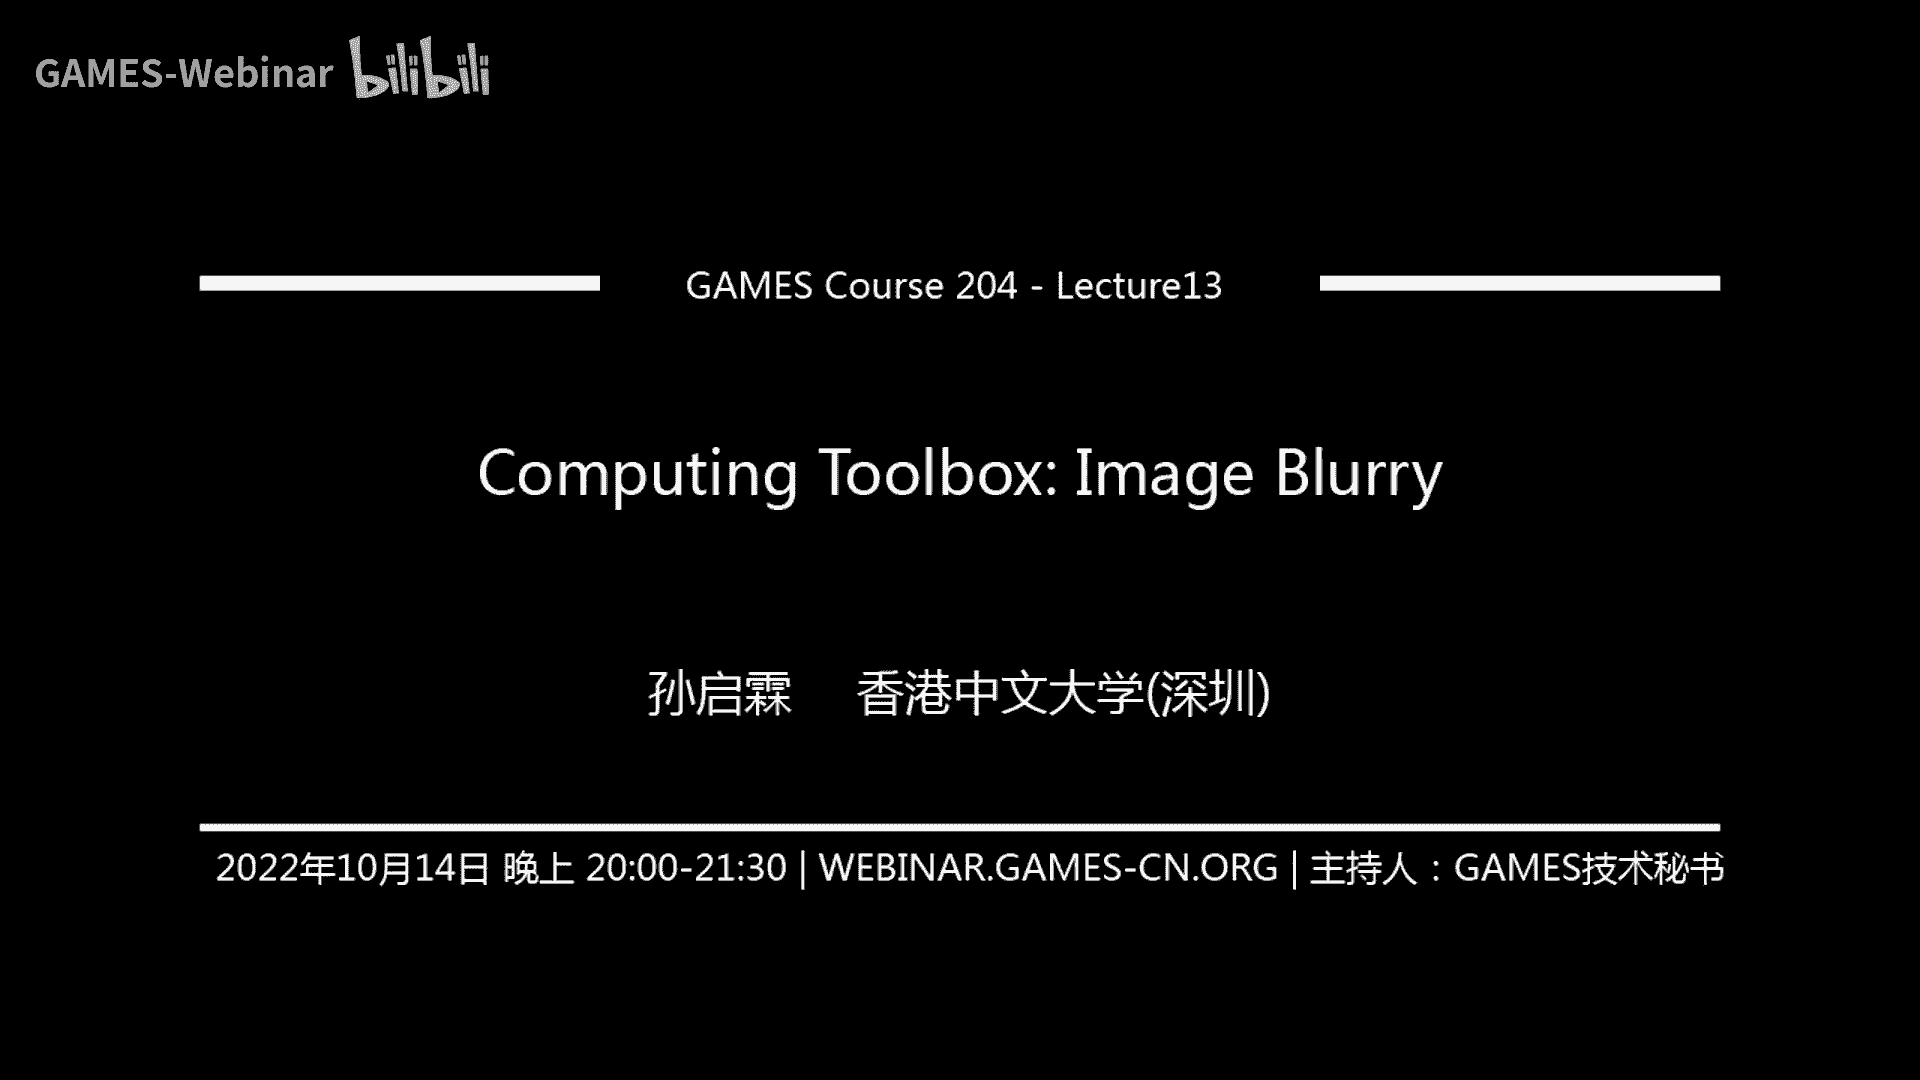 GAMES-Webinar bilibili
GAMES Course 204 - Lecture13
Computing Toolbox: Image Blurry
孙启霖 香港中文大学(深圳)
2022年10月14日 晚上 20:00-21:30 | WEBINAR.GAMES-CN.ORG | 主持人：GAMES技术秘书